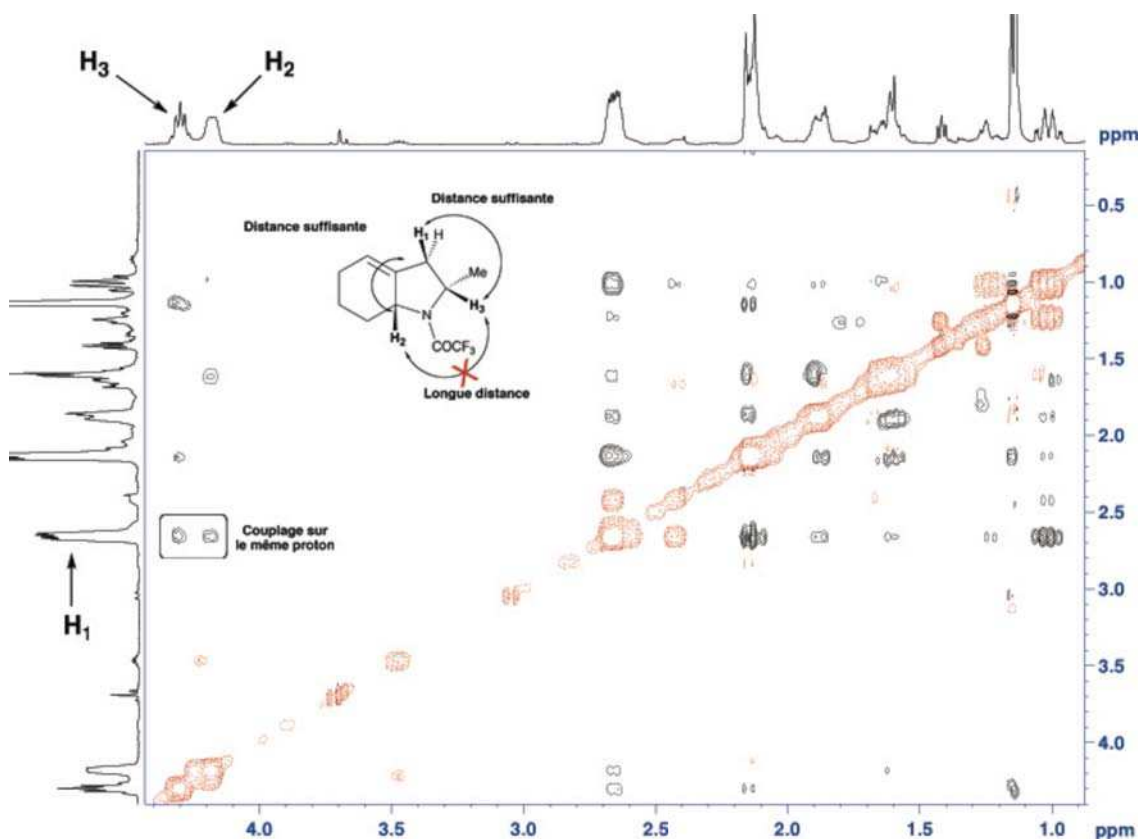 H3
H2
ppm
Distance suffisante
Distance suffisante
H1
H
Me
H3
N
H2
COCF3
Longue distance
Couplage sur
le même proton
H1
0.5
1.0
1.5
2.0
2.5
3.0
3.5
4.0
4.0
3.5
3.0
2.5
2.0
1.5
1.0
ppm